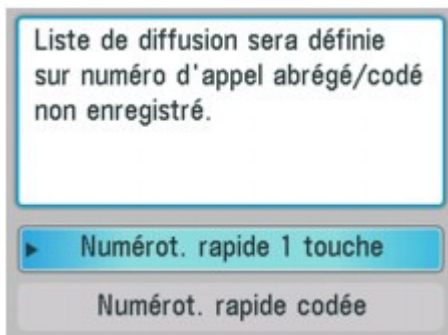 Liste de diffusion sera définie
sur numéro d'appel abrégé/codé
non enregistré.
Numérot. rapide 1 touche
Numérot. rapide codée